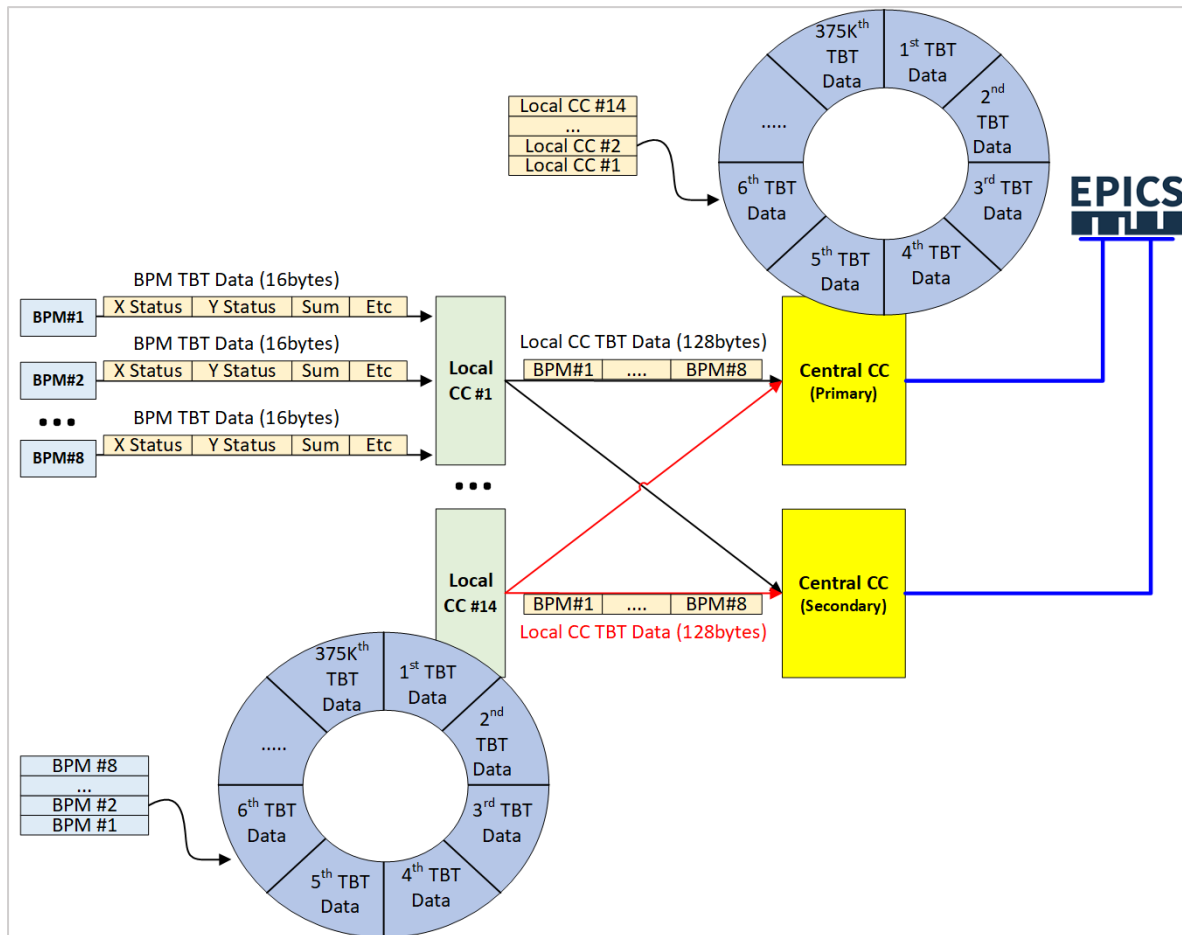 375Kth
TBT
Data
1st TBT
Data
2nd
TBT
Data
3rd TBT
Data
4th TBT
Data
5th TBT
Data
6th TBT
Data
.....
Local CC #14
...
Local CC #2
Local CC #1
EPICS
BPM TBT Data (16bytes)
BPM#1
X Status Y Status Sum Etc
BPM TBT Data (16bytes)
BPM#2
X Status Y Status Sum Etc
...
BPM TBT Data (16bytes)
BPM#8
X Status Y Status Sum Etc
Local
CC #1
...
Local
CC #14
Local CC TBT Data (128bytes)
BPM#1 .... BPM#8
Central CC
(Primary)
Central CC
(Secondary)
BPM#1 .... BPM#8
Local CC TBT Data (128bytes)
375Kth
TBT
Data
1st TBT
Data
2nd
TBT
Data
3rd TBT
Data
4th TBT
Data
5th TBT
Data
6th TBT
Data
.....
BPM #8
...
BPM #2
BPM #1